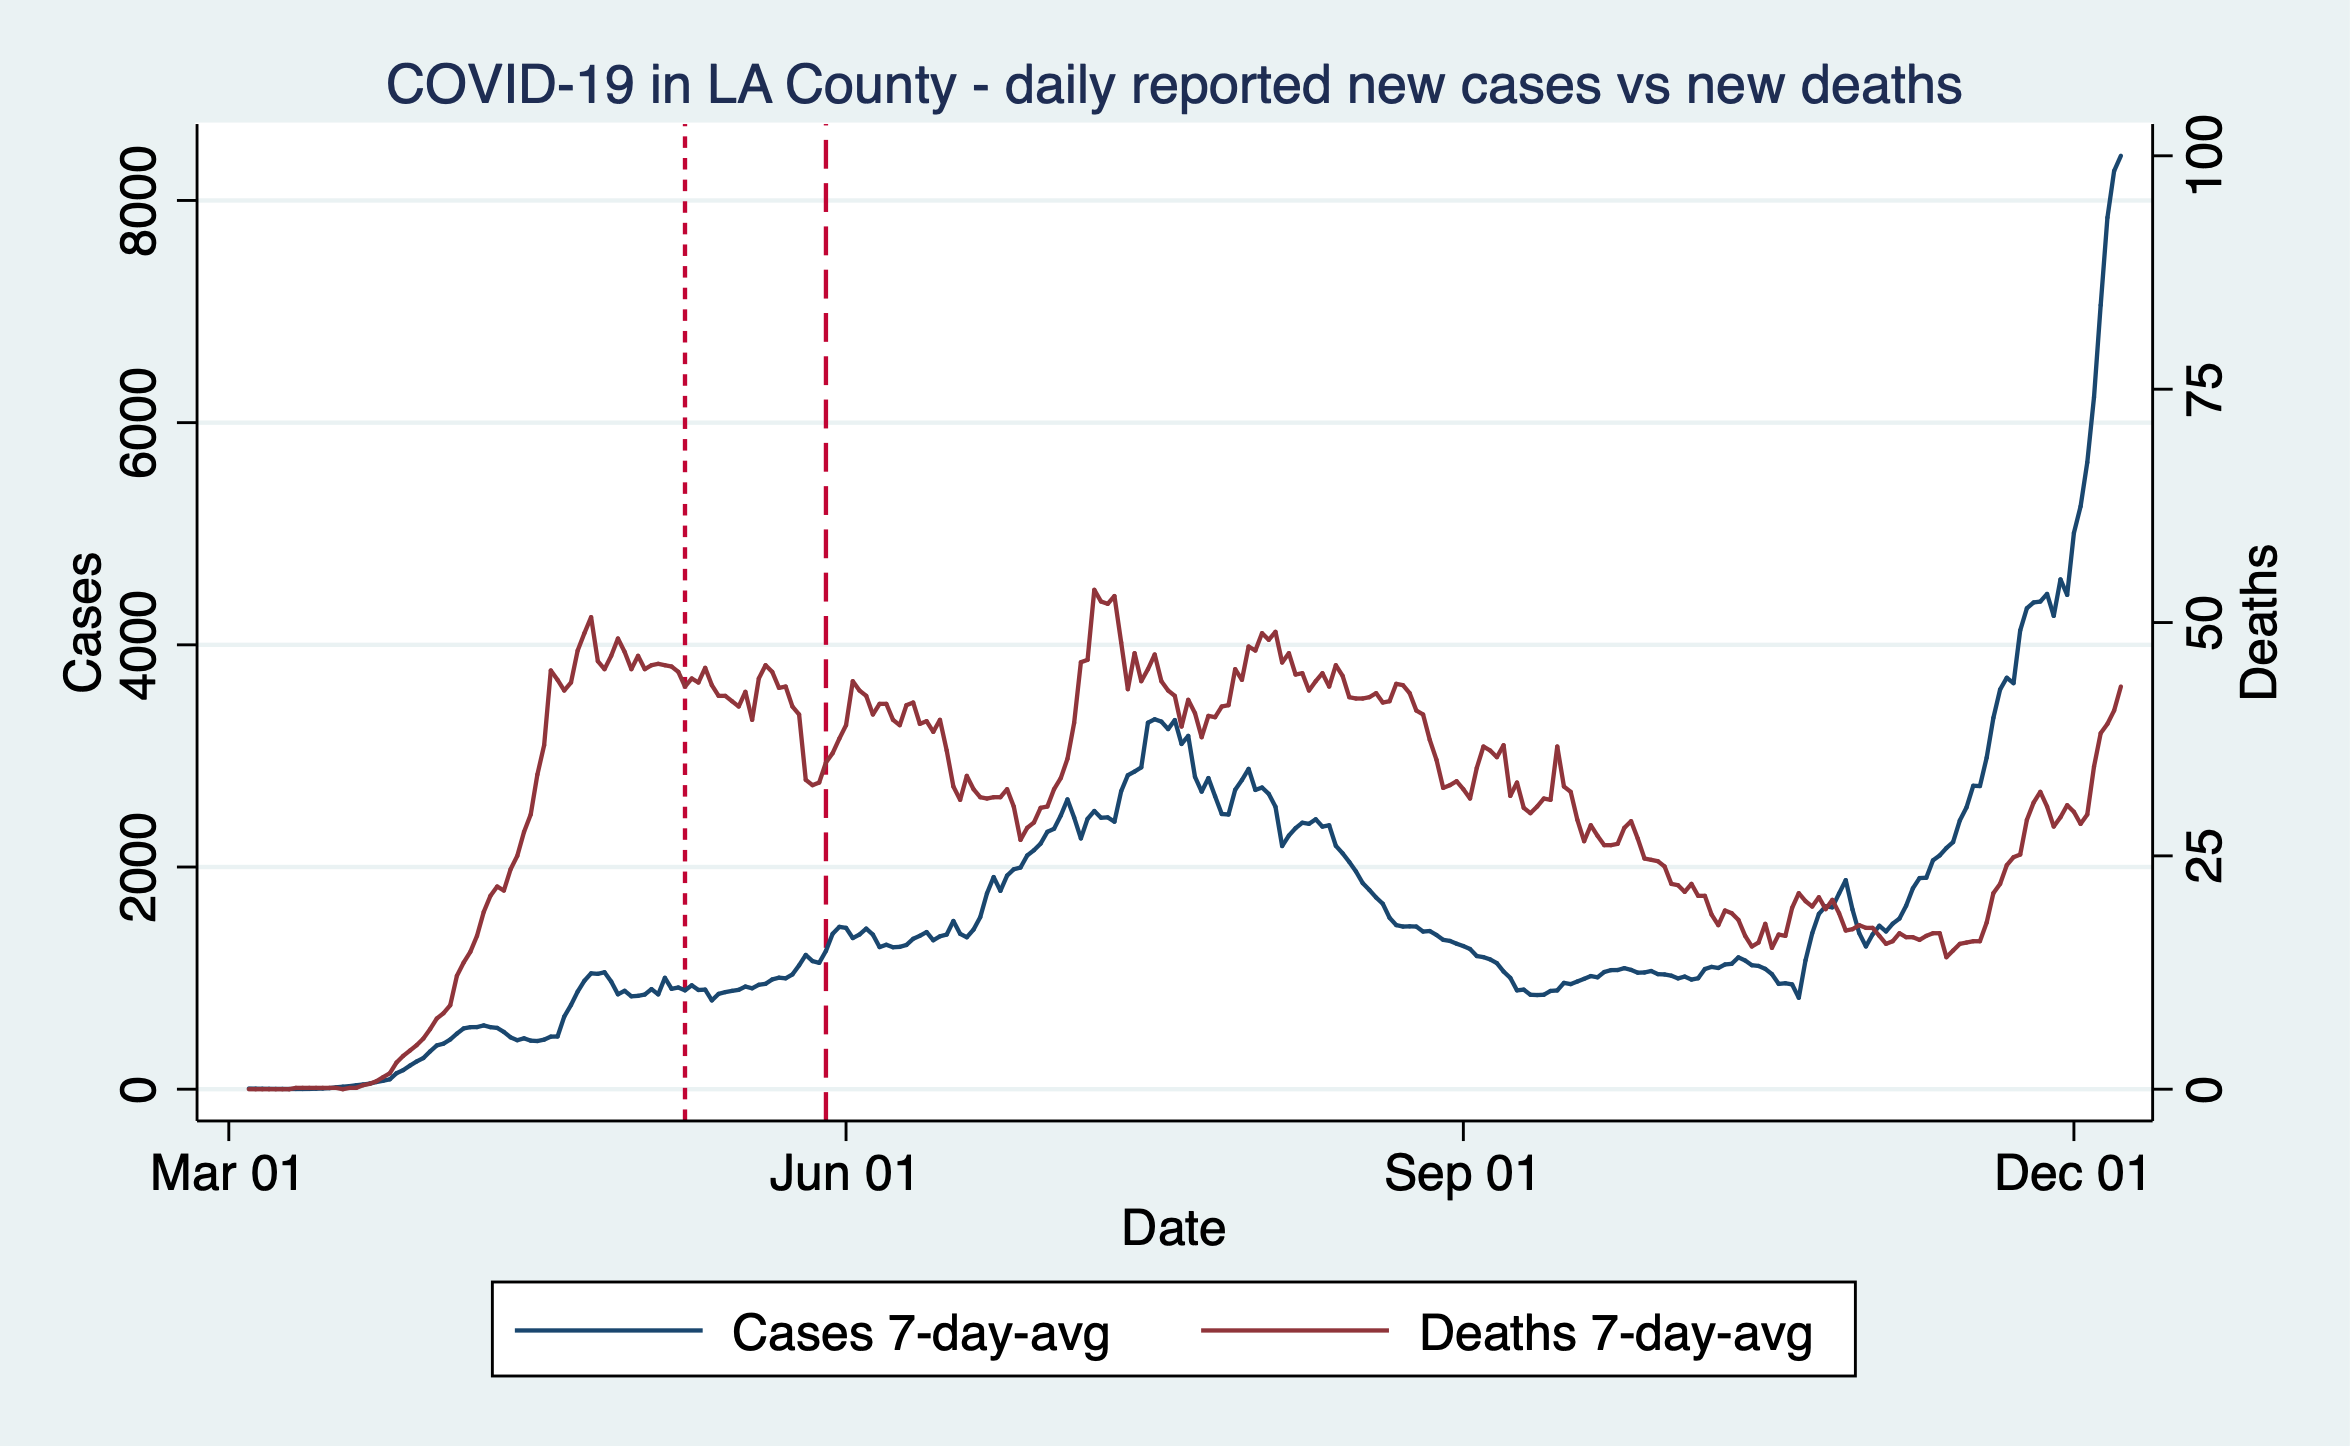 COVID-19 in LA County - daily reported new cases vs new deaths
Cases
8000
6000
4000
2000
0
Deaths
100
75
50
25
0
Mar 01
Jun 01
Sep 01
Dec 01
Date
Cases 7-day-avg
Deaths 7-day-avg